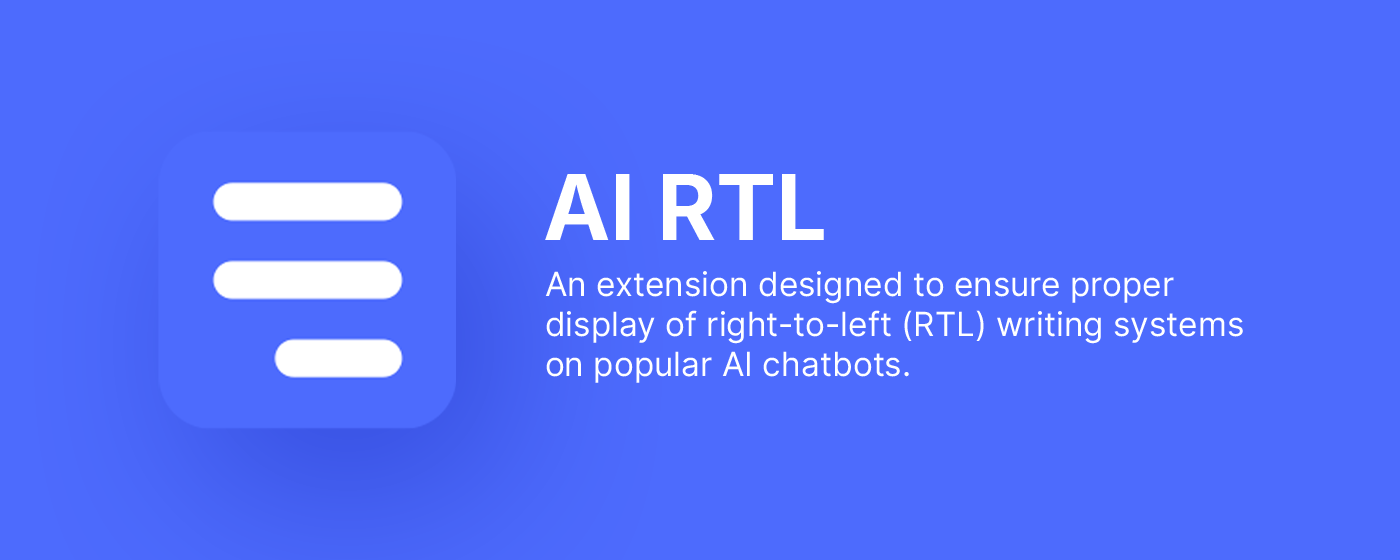 AI RTL
An extension designed to ensure proper
display of right-to-left (RTL) writing systems
on popular AI chatbots.